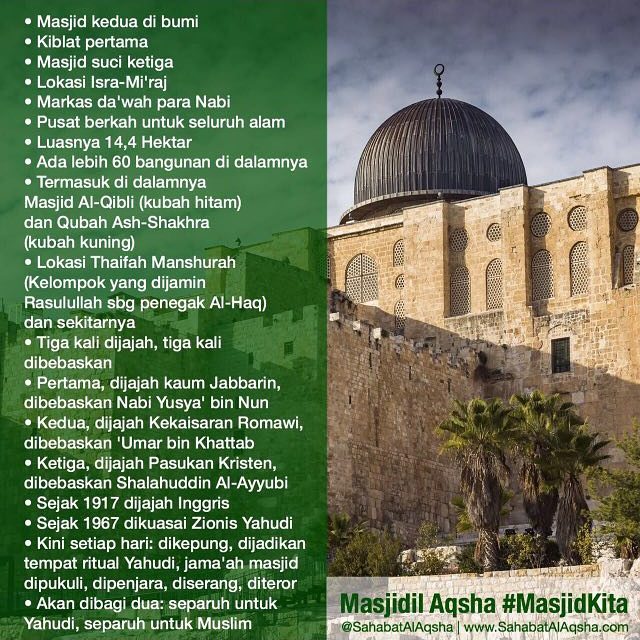 • Masjid kedua di bumi
• Kiblat pertama
• Masjid suci ketiga
• Lokasi Isra-Mi'raj
• Markas da'wah para Nabi
• Pusat berkah untuk seluruh alam
• Luasnya 14,4 Hektar
• Ada lebih 60 bangunan di dalamnya
• Termasuk di dalamnya
Masjid Al-Qibli (kubah hitam)
dan Qubah Ash-Shakhra
(kubah kuning)
• Lokasi Thaifah Manshurah
(Kelompok yang dijamin
Rasulullah sbg penegak Al-Haq)
dan sekitarnya
• Tiga kali dijajah, tiga kali
dibebaskan
• Pertama, dijajah kaum Jabbarin,
dibebaskan Nabi Yusya' bin Nun
• Kedua, dijajah Kekaisaran Romawi,
dibebaskan 'Umar bin Khattab
• Ketiga, dijajah Pasukan Kristen,
dibebaskan Shalahuddin Al-Ayyubi
• Sejak 1917 dijajah Inggris
• Sejak 1967 dikuasai Zionis Yahudi
• Kini setiap hari: dikepung, dijadikan
tempat ritual Yahudi, jama'ah masjid
dipukuli, dipenjara, diserang, diteror
• Akan dibagi dua: separuh untuk
Yahudi, separuh untuk Muslim
Masjidil Aqsha #MasjidKita
@SahabatAlAqsha | www.SahabatAlAqsha.com